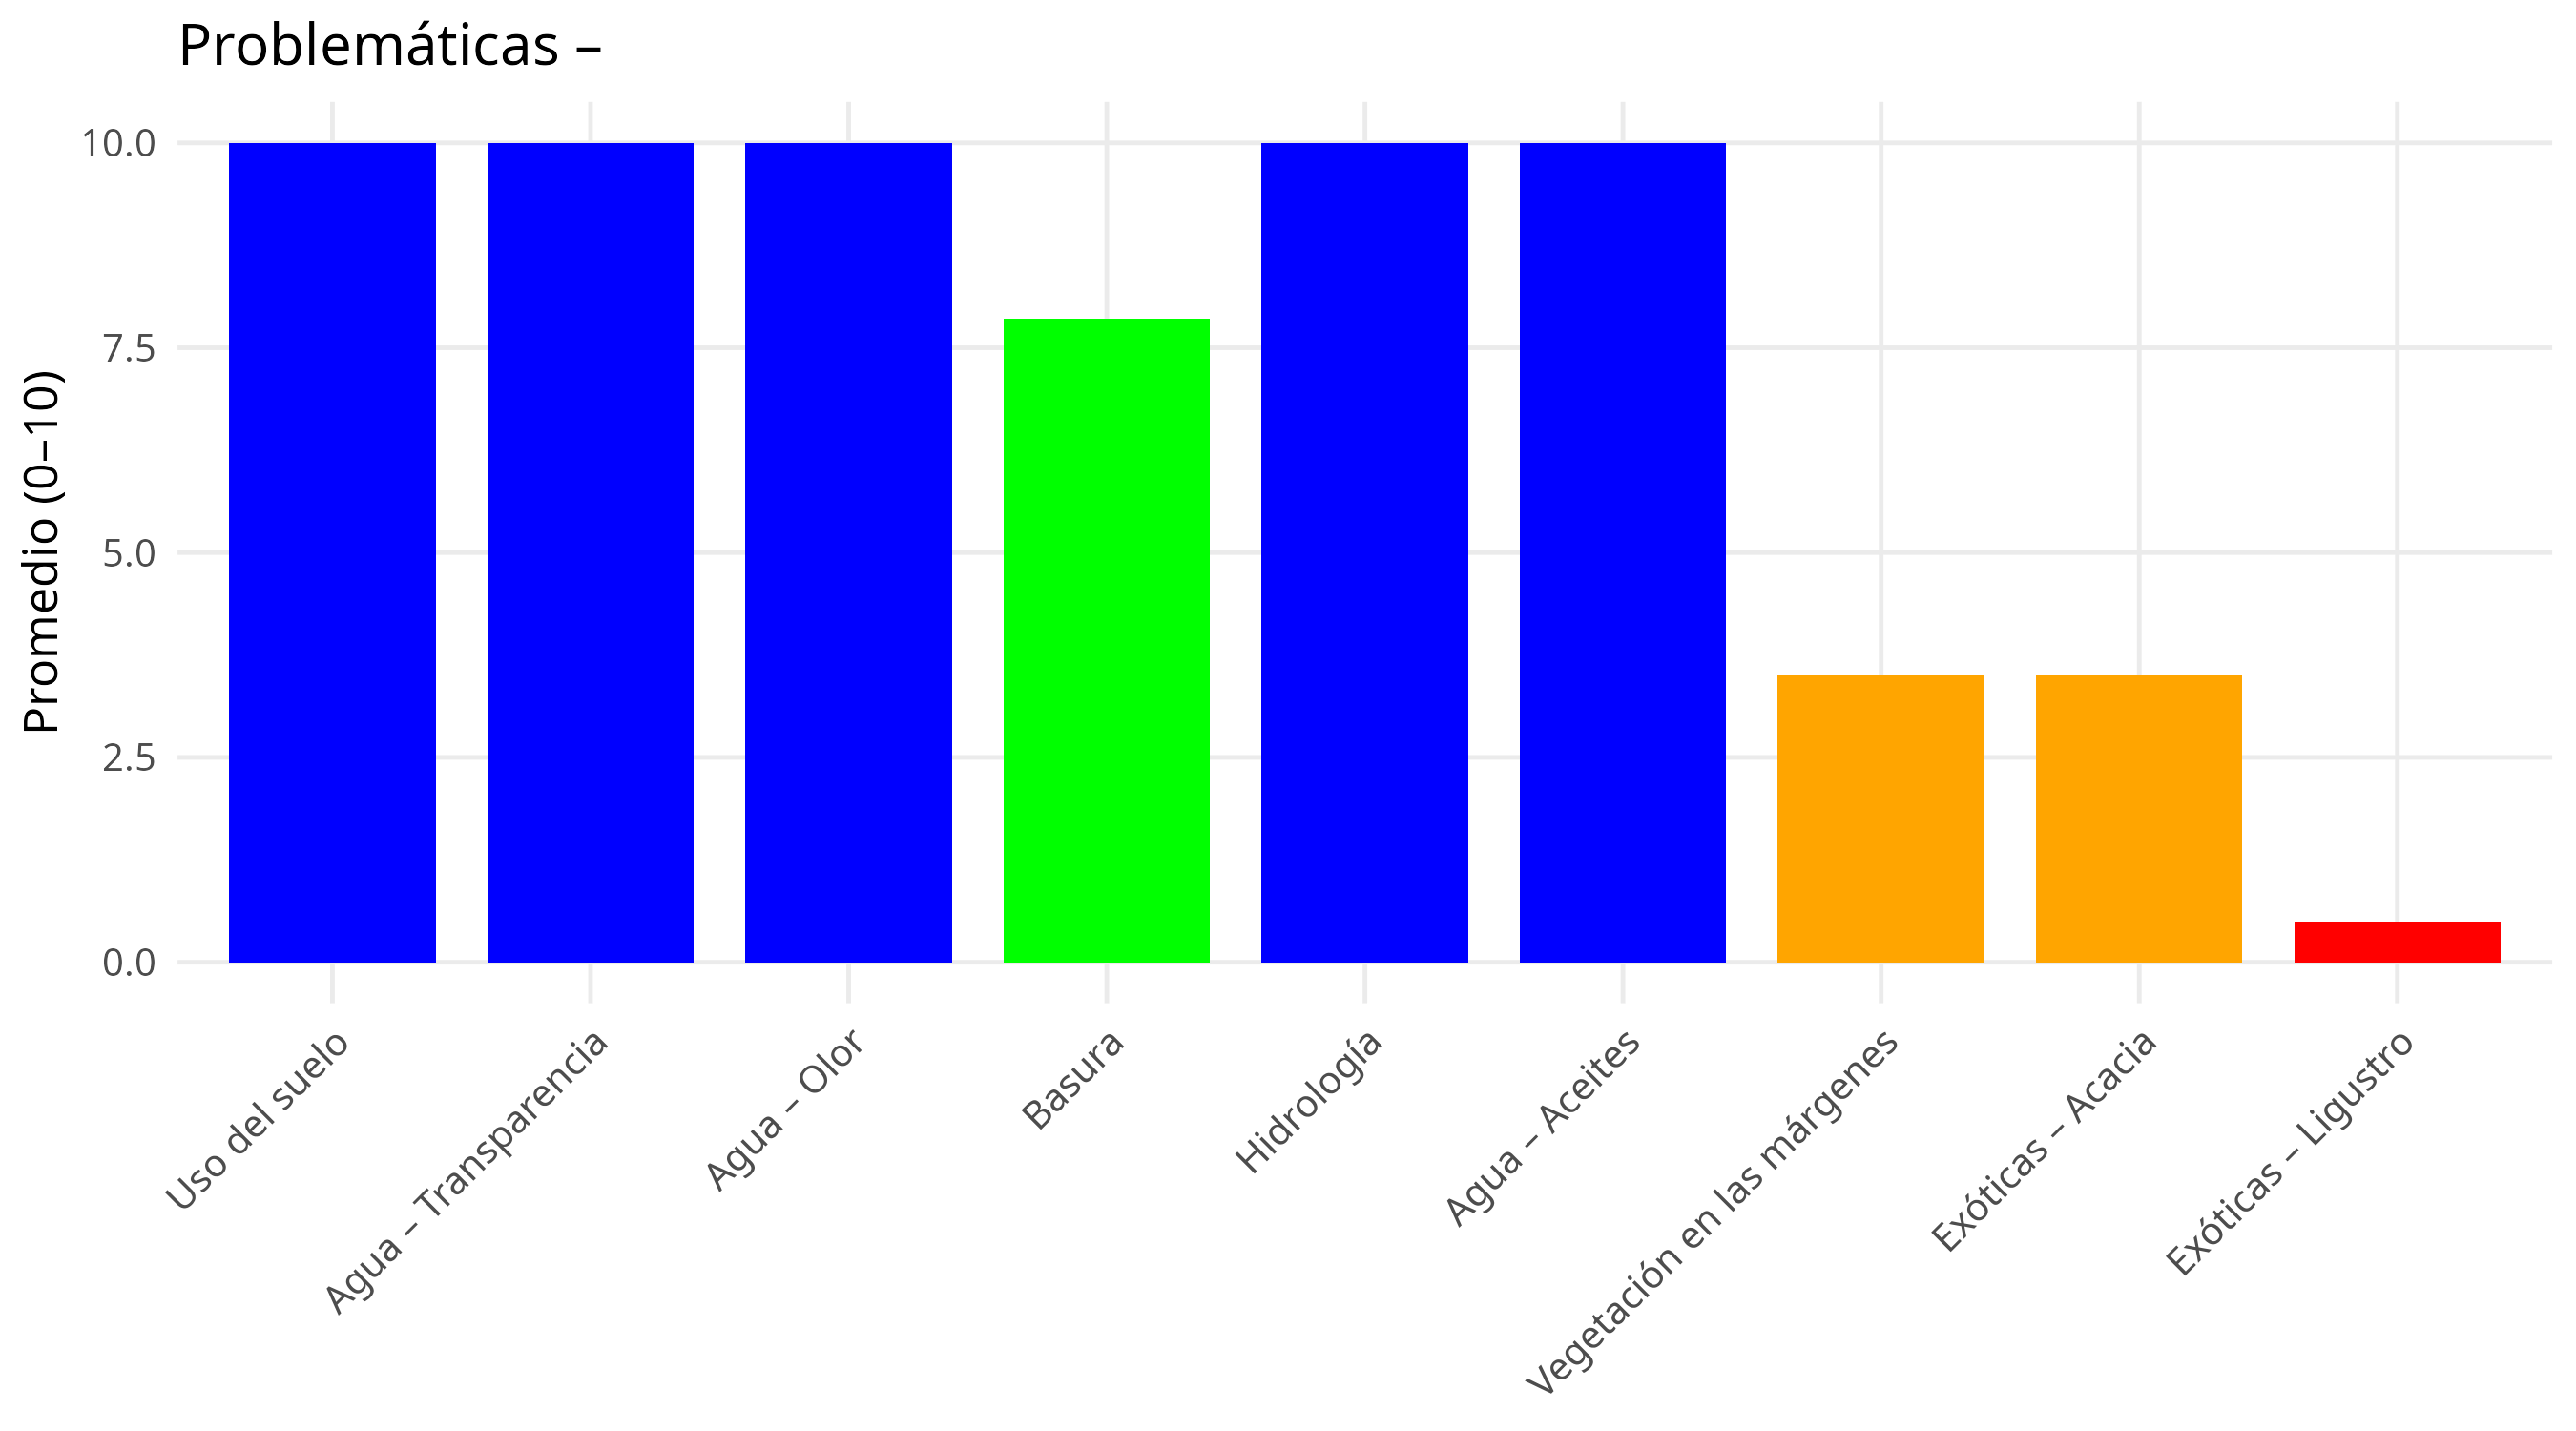 Problemáticas –
Promedio (0–10)
10.0
7.5
5.0
2.5
0.0
Uso del suelo
Agua – Transparencia
Agua – Olor
Basura
Hidrología
Agua – Aceites
Vegetación en las márgenes
Exóticas – Acacia
Exóticas – Ligustro